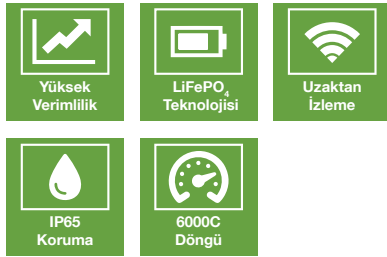 Yüksek
Verimlilik
LiFePO₄
Teknolojisi
Uzaktan
İzleme
IP65
Koruma
6000C
Döngü